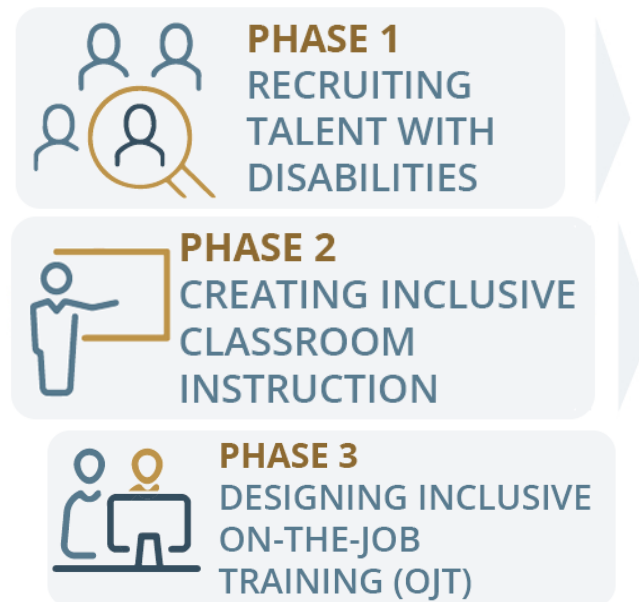 PHASE 1
RECRUITING
TALENT WITH
DISABILITIES
PHASE 2
CREATING INCLUSIVE
CLASSROOM
INSTRUCTION
PHASE 3
DESIGNING INCLUSIVE
ON-THE-JOB
TRAINING (OJT)